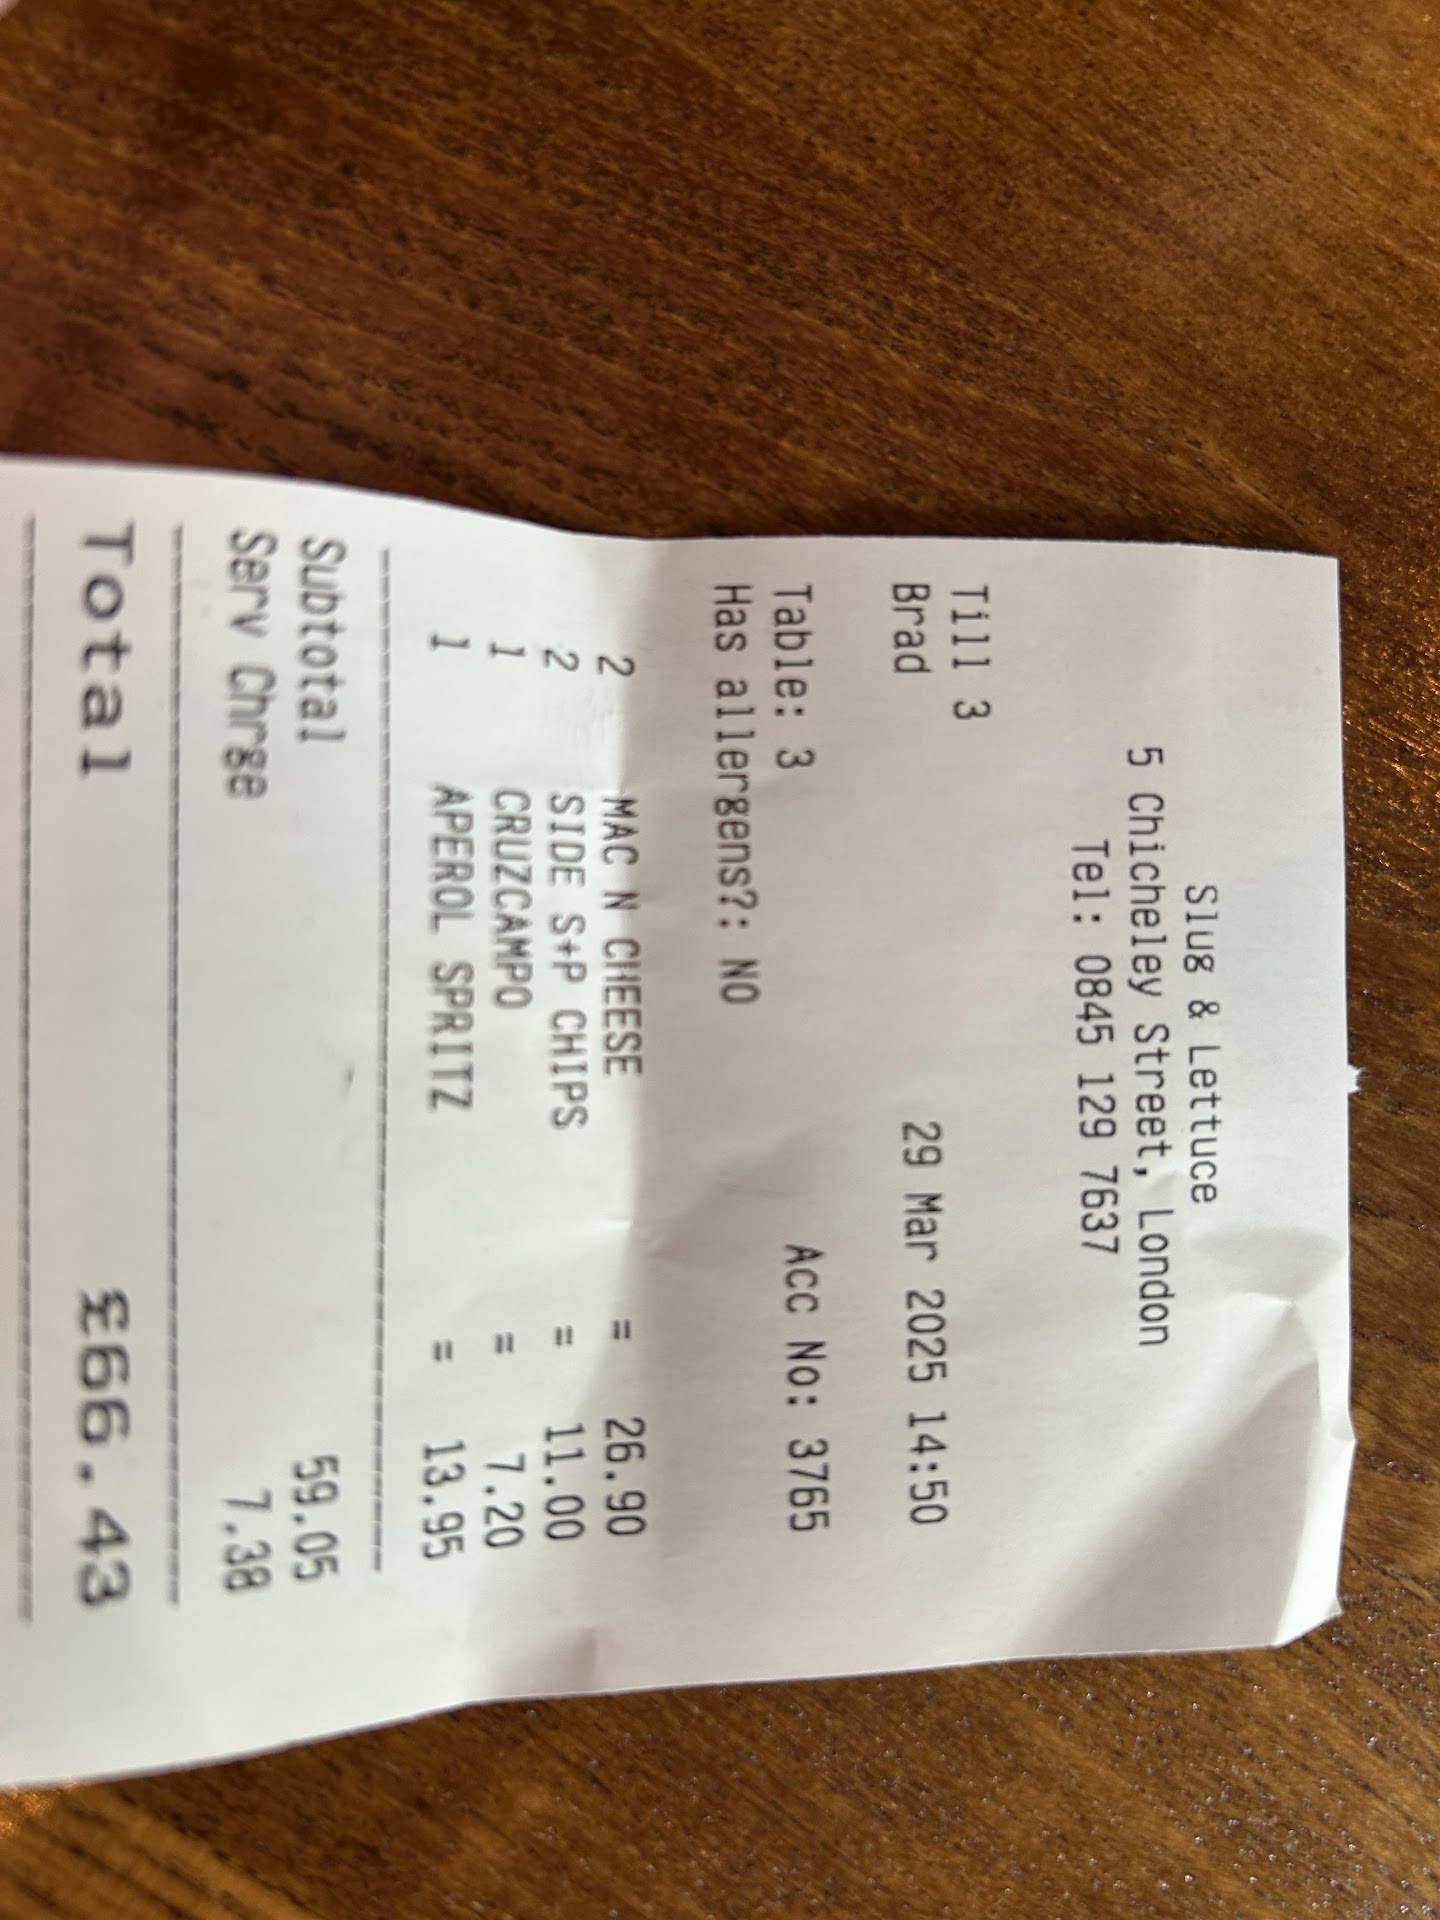 Slug & Lettuce
5 Chicheley Street, London
Tel: 0845 129 7637
Till 3
Brad 29 Mar 2025 14:50
Table: 3 Acc No: 3765
Has allergens?: NO
2 MAC N CHEESE = 26.90
2 SIDE S+P CHIPS = 11.00
1 CRUZCAMPO = 7.20
1 APEROL SPRITZ = 13.95
Subtotal 59.05
Serv Chrge 7.38
Total £66.43